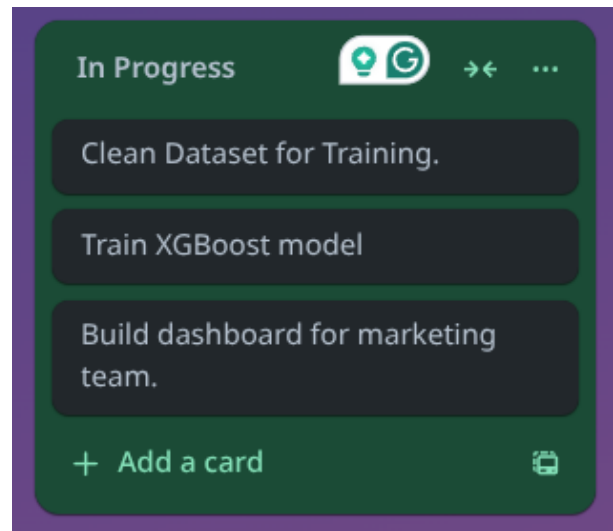 In Progress
Clean Dataset for Training.
Train XGBoost model
Build dashboard for marketing
team.
+ Add a card